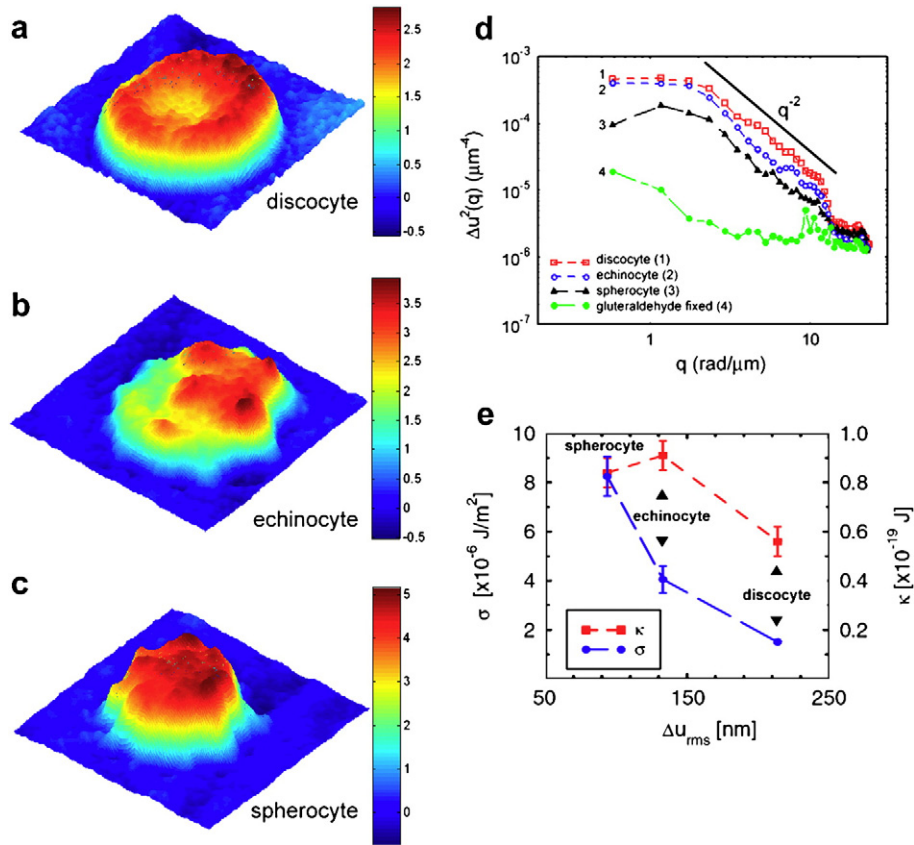 a
2.5
2
1.5
1
0.5
0
-0.5
discocyte
b
3.5
3
2.5
2
1.5
1
0.5
0
-0.5
echinocyte
c
5
4
3
2
1
0
spherocyte
d
10⁻³
10⁻⁴
10⁻⁵
10⁻⁶
10⁻⁷
Δu²(q) (μm⁻⁴)
1
2
3
4
q⁻²
discocyte (1)
echinocyte (2)
spherocyte (3)
gluteraldehyde fixed (4)
1
10
q (rad/μm)
e
10
8
6
4
2
σ [x10⁻⁶ J/m²]
spherocyte
echinocyte
discocyte
κ
σ
1.0
0.8
0.6
0.4
0.2
κ [x10⁻¹⁹ J]
50
150
250
Δuᵣₘₛ [nm]